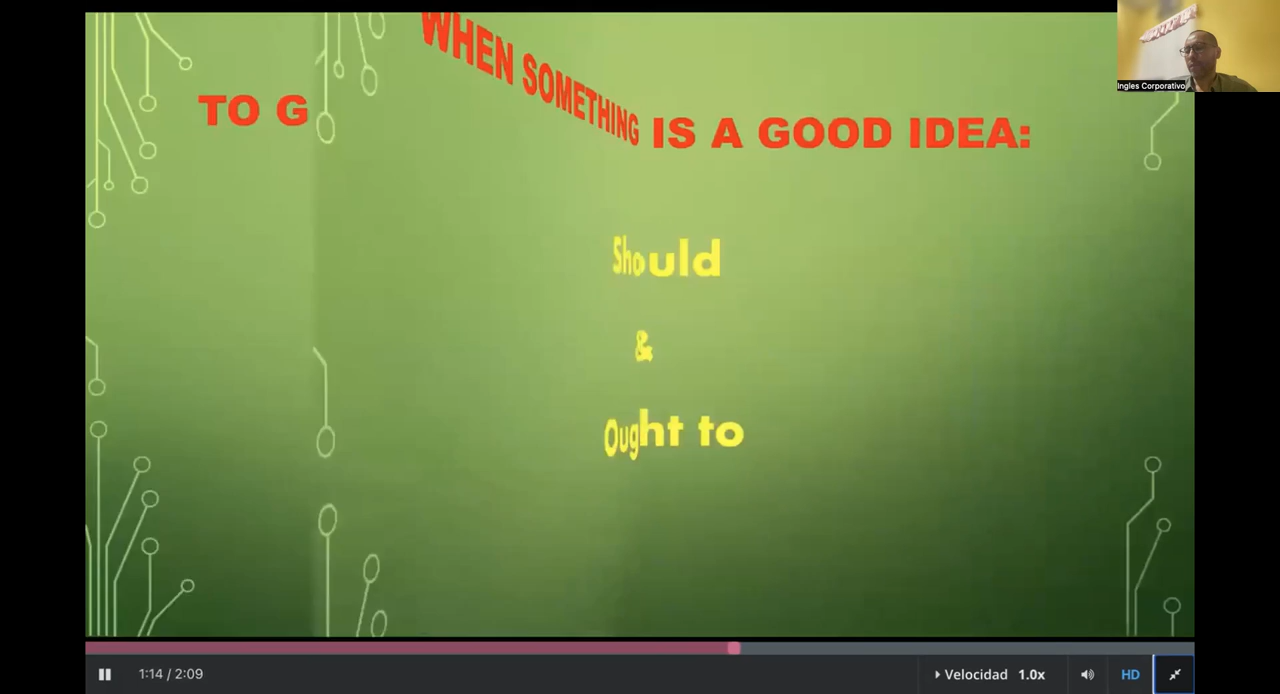 WHEN SOMETHING
TO G
IS A GOOD IDEA:
Should
&
Ought to
Ingles Corporativo
1:14 / 2:09
Velocidad 1.0x
HD